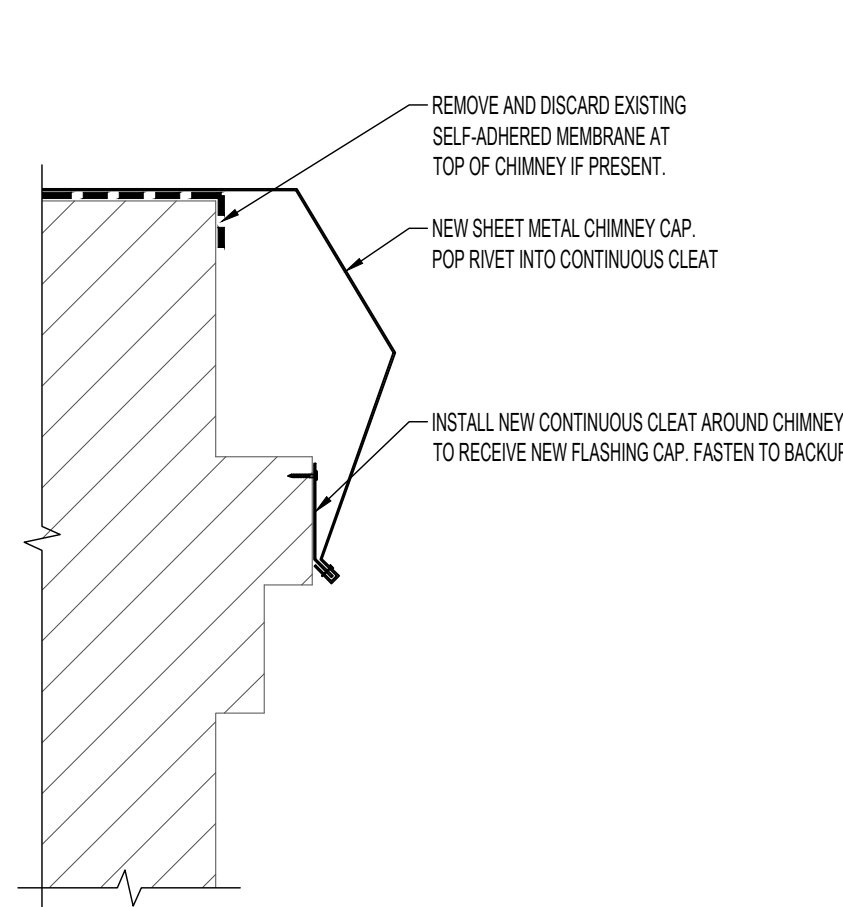 REMOVE AND DISCARD EXISTING
SELF-ADHERED MEMBRANE AT
TOP OF CHIMNEY IF PRESENT.
NEW SHEET METAL CHIMNEY CAP.
POP RIVET INTO CONTINUOUS CLEAT
INSTALL NEW CONTINUOUS CLEAT AROUND CHIMNEY
TO RECEIVE NEW FLASHING CAP. FASTEN TO BACKUP